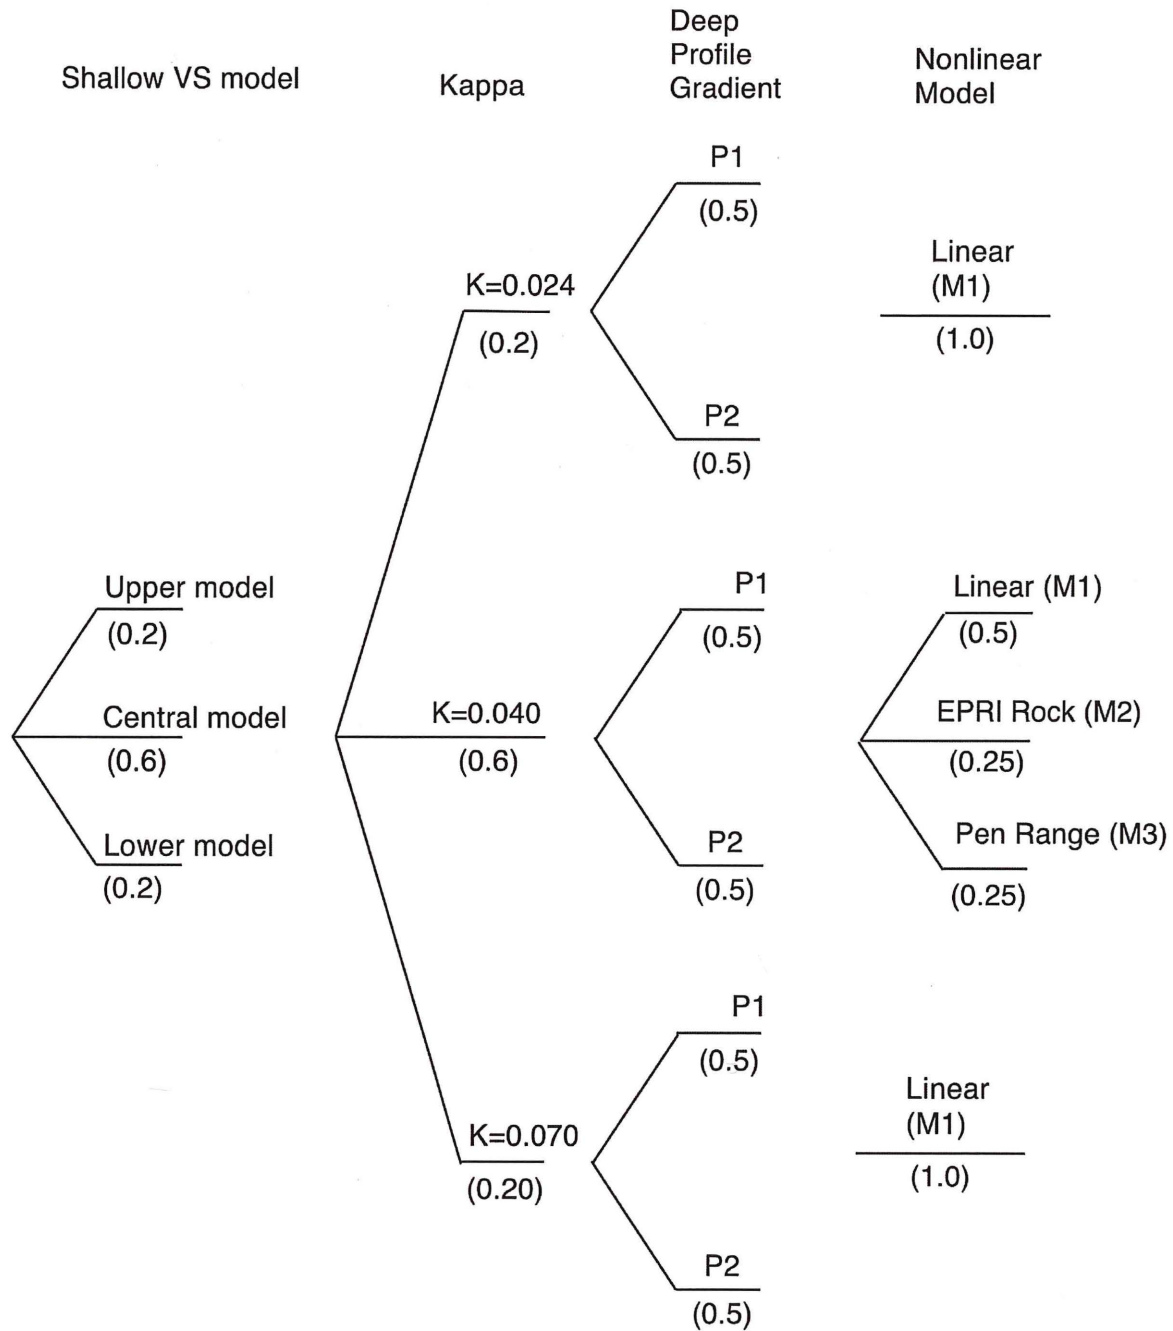 Shallow VS model
Kappa
Deep
Profile
Gradient
Nonlinear
Model
P1
(0.5)
K=0.024
(0.2)
Linear
(M1)
(1.0)
P2
(0.5)
Upper model
(0.2)
P1
(0.5)
Linear (M1)
(0.5)
Central model
(0.6)
K=0.040
(0.6)
EPRI Rock (M2)
(0.25)
Lower model
(0.2)
P2
(0.5)
Pen Range (M3)
(0.25)
P1
(0.5)
K=0.070
(0.20)
Linear
(M1)
(1.0)
P2
(0.5)